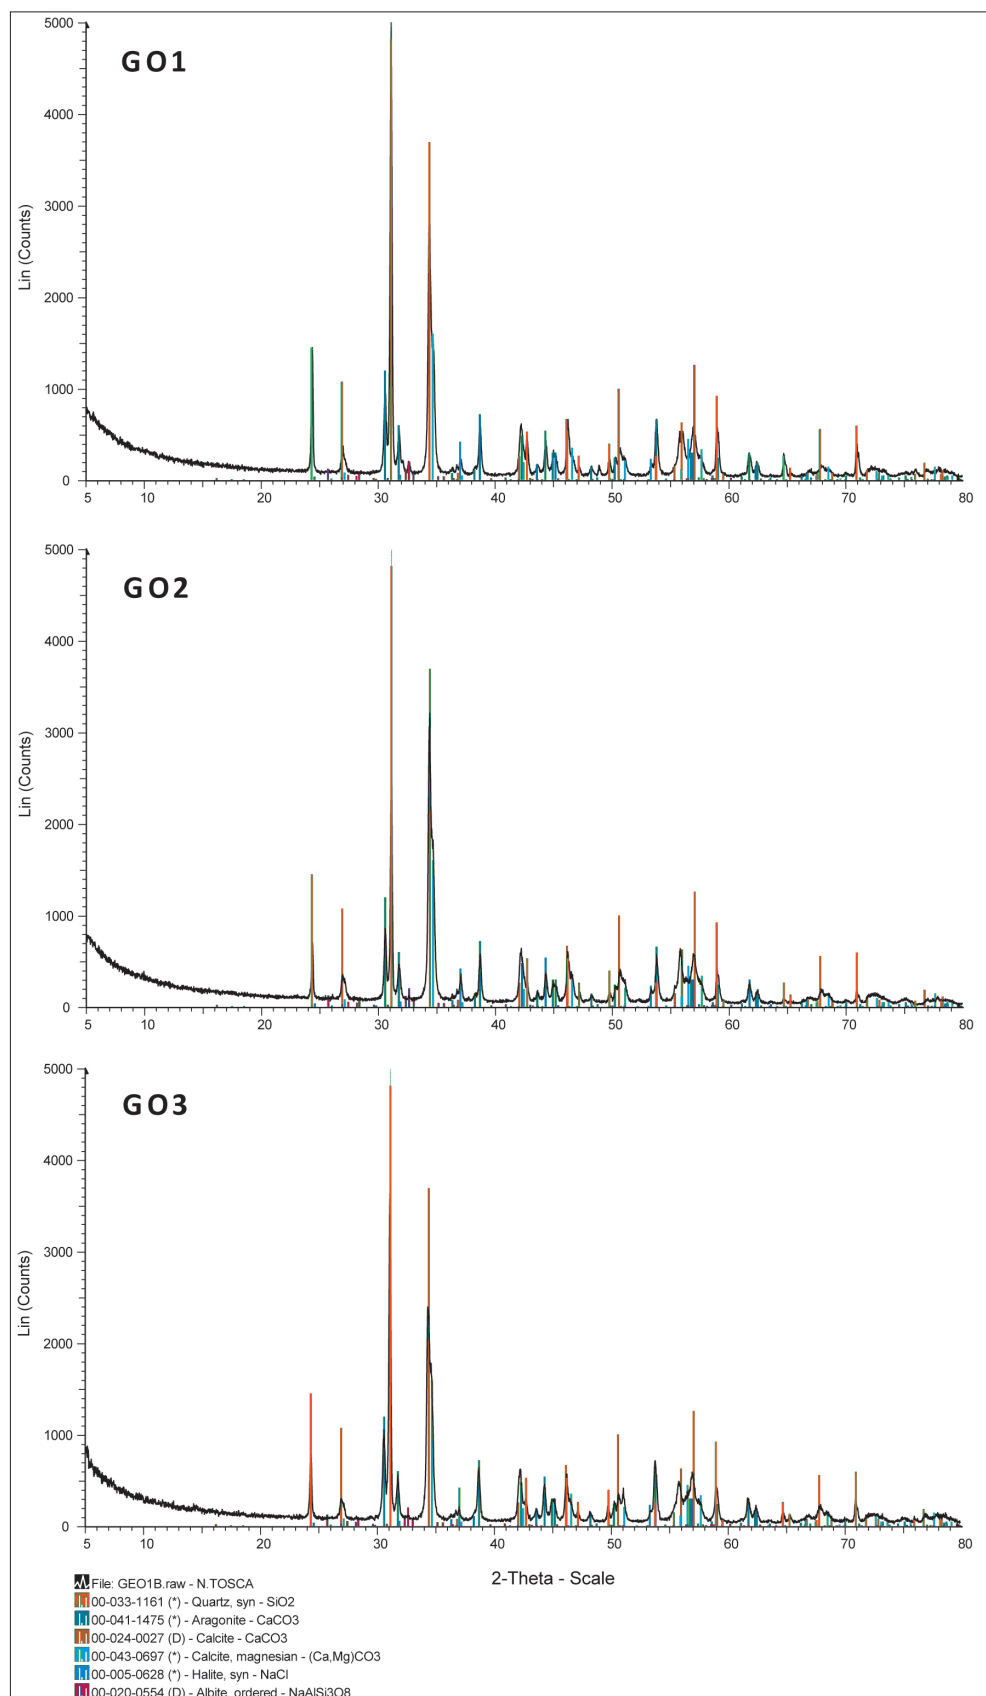 GO1
5000
4000
3000
2000
1000
0
Lin (Counts)
5 10 20 30 40 50 60 70 80
GO2
5000
4000
3000
2000
1000
0
Lin (Counts)
5 10 20 30 40 50 60 70 80
GO3
5000
4000
3000
2000
1000
0
Lin (Counts)
5 10 20 30 40 50 60 70 80
2-Theta - Scale
File: GEO1B.raw - N.TOSCA
00-033-1161 (*) - Quartz, syn - SiO2
00-041-1475 (*) - Aragonite - CaCO3
00-024-0027 (D) - Calcite - CaCO3
00-043-0697 (*) - Calcite, magnesian - (Ca,Mg)CO3
00-005-0628 (*) - Halite, syn - NaCl
00-020-0554 (D) - Albite, ordered - NaAlSi3O8